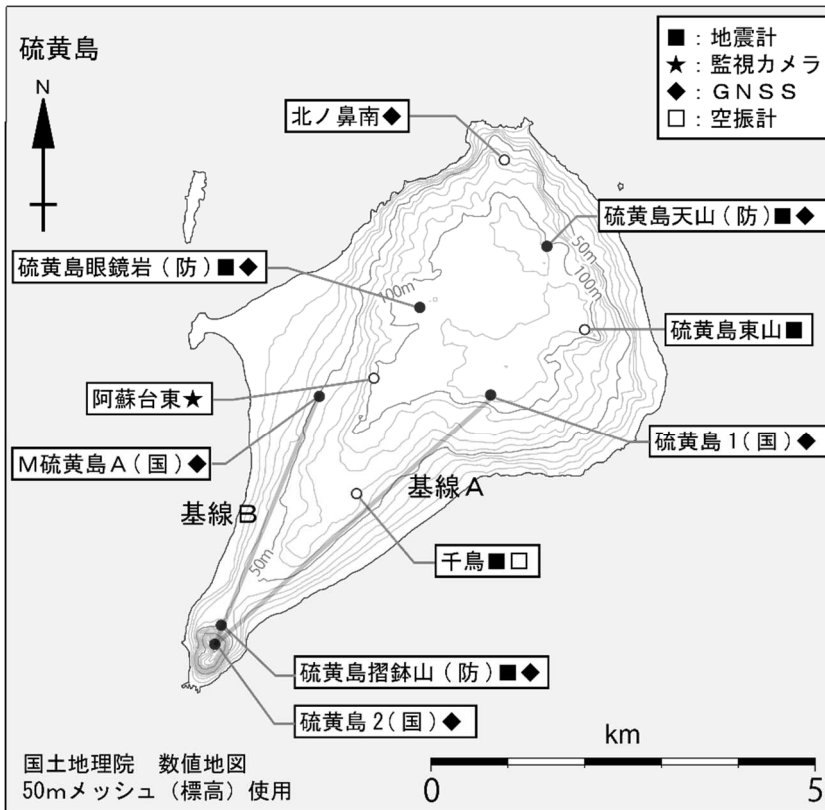 硫黄島
■：地震計
★：監視カメラ
◆：ＧＮＳＳ
□：空振計
N
北ノ鼻南◆
硫黄島天山（防）■◆
50m
硫黄島眼鏡岩（防）■◆
100m
100m
硫黄島東山■
阿蘇台東★
硫黄島1（国）◆
Ｍ硫黄島Ａ（国）◆
基線Ａ
基線Ｂ
千鳥■□
50m
硫黄島摺鉢山（防）■◆
硫黄島2（国）◆
km
国土地理院　数値地図
50mメッシュ（標高）使用
0
5